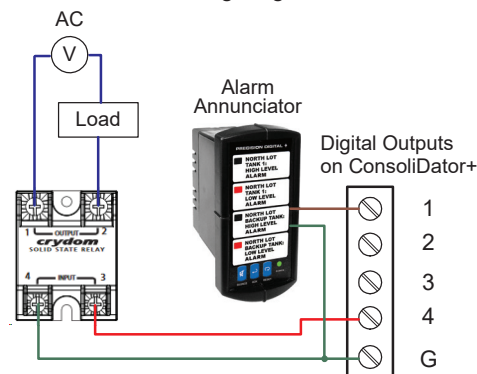 AC
V
Load
Alarm
Annunciator
Digital Outputs
on ConsoliDator+
PRECISION DIGITAL +
NORTH LOT
TANK 1:
HIGH LEVEL
ALARM
NORTH LOT
TANK 1:
LOW LEVEL
ALARM
NORTH LOT
BACKUP TANK:
HIGH LEVEL
ALARM
NORTH LOT
BACKUP TANK:
LOW LEVEL
ALARM
1 OUTPUT 2
crydom
SOLID STATE RELAY
4 INPUT 3
1
2
3
4
G